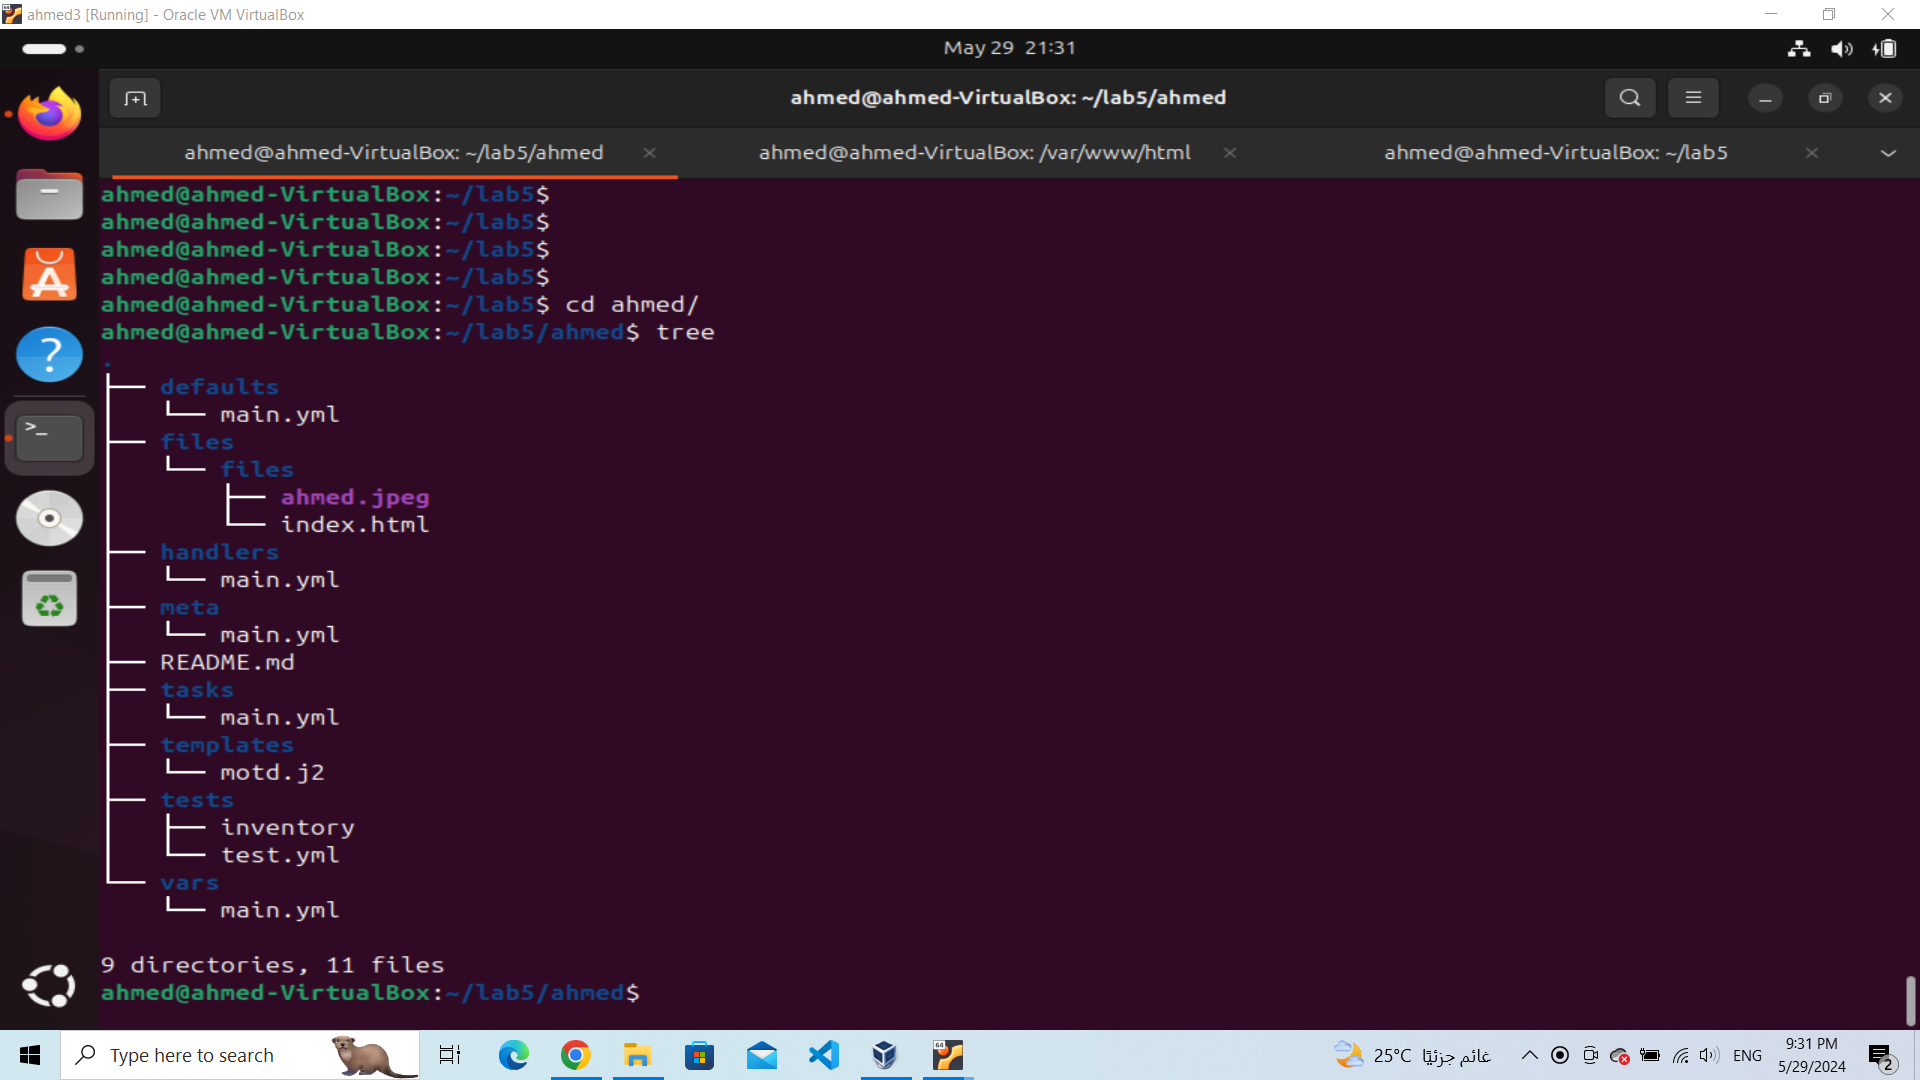 ahmed3 [Running] - Oracle VM VirtualBox
May 29 21:31
ahmed@ahmed-VirtualBox: ~/lab5/ahmed
ahmed@ahmed-VirtualBox: ~/lab5/ahmed
ahmed@ahmed-VirtualBox: /var/www/html
ahmed@ahmed-VirtualBox: ~/lab5
ahmed@ahmed-VirtualBox:~/lab5$
ahmed@ahmed-VirtualBox:~/lab5$
ahmed@ahmed-VirtualBox:~/lab5$
ahmed@ahmed-VirtualBox:~/lab5$
ahmed@ahmed-VirtualBox:~/lab5$ cd ahmed/
ahmed@ahmed-VirtualBox:~/lab5/ahmed$ tree
.
├── defaults
│   └── main.yml
├── files
│   └── files
│       ├── ahmed.jpeg
│       └── index.html
├── handlers
│   └── main.yml
├── meta
│   └── main.yml
├── README.md
├── tasks
│   └── main.yml
├── templates
│   └── motd.j2
├── tests
│   ├── inventory
│   └── test.yml
└── vars
    └── main.yml
9 directories, 11 files
ahmed@ahmed-VirtualBox:~/lab5/ahmed$
Type here to search
25°C غائم جزئيًا
ENG
9:31 PM
5/29/2024
2
64